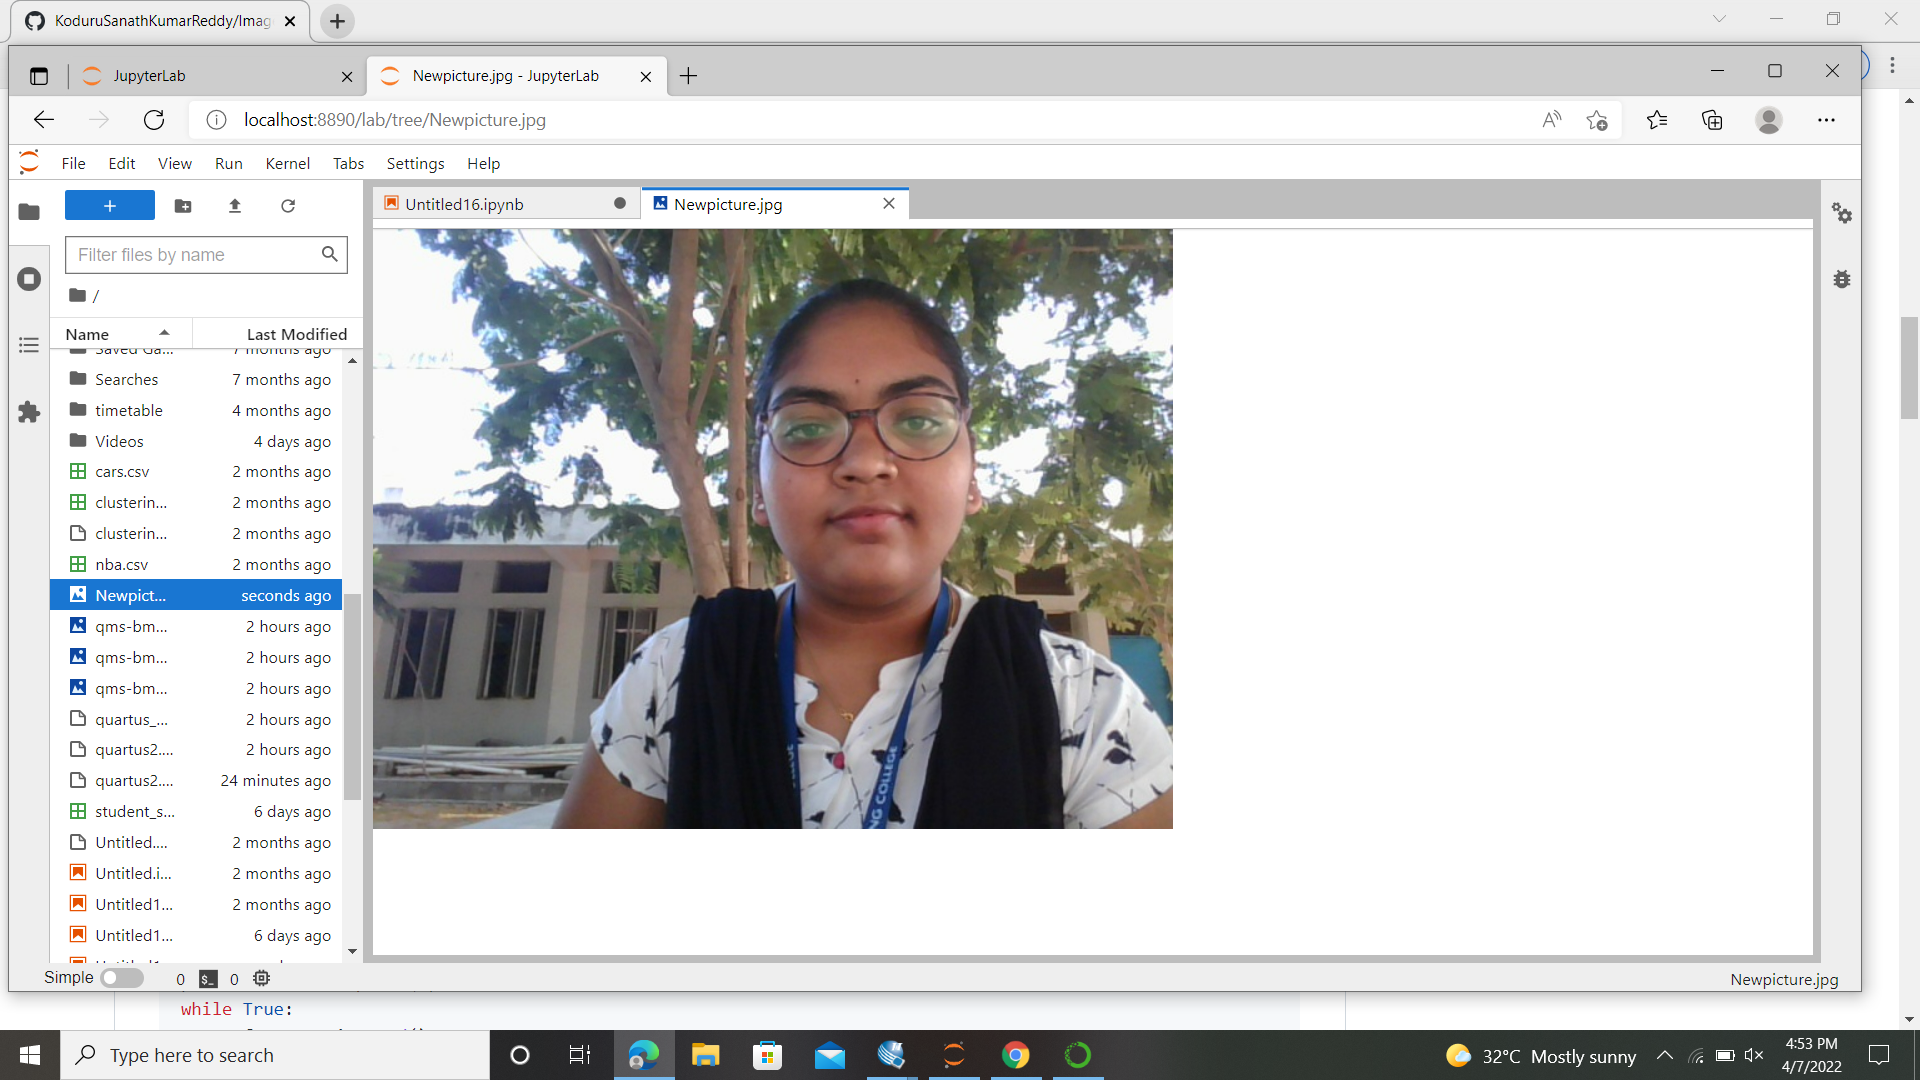 KoduruSanathKumarReddy/Imag
JupyterLab
Newpicture.jpg - JupyterLab
localhost:8890/lab/tree/Newpicture.jpg
File Edit View Run Kernel Tabs Settings Help
Untitled16.ipynb
Newpicture.jpg
Filter files by name
/
Name Last Modified
Saved Ga... 7 months ago
Searches 7 months ago
timetable 4 months ago
Videos 4 days ago
cars.csv 2 months ago
clusterin... 2 months ago
clusterin... 2 months ago
nba.csv 2 months ago
Newpict... seconds ago
qms-bm... 2 hours ago
qms-bm... 2 hours ago
qms-bm... 2 hours ago
quartus_... 2 hours ago
quartus2.... 2 hours ago
quartus2.... 24 minutes ago
student_s... 6 days ago
Untitled.... 2 months ago
Untitled.i... 2 months ago
Untitled1... 2 months ago
Untitled1... 6 days ago
NG COLLEGE
Simple 0 $_ 0
Newpicture.jpg
while True:
Type here to search
32°C Mostly sunny
4:53 PM
4/7/2022